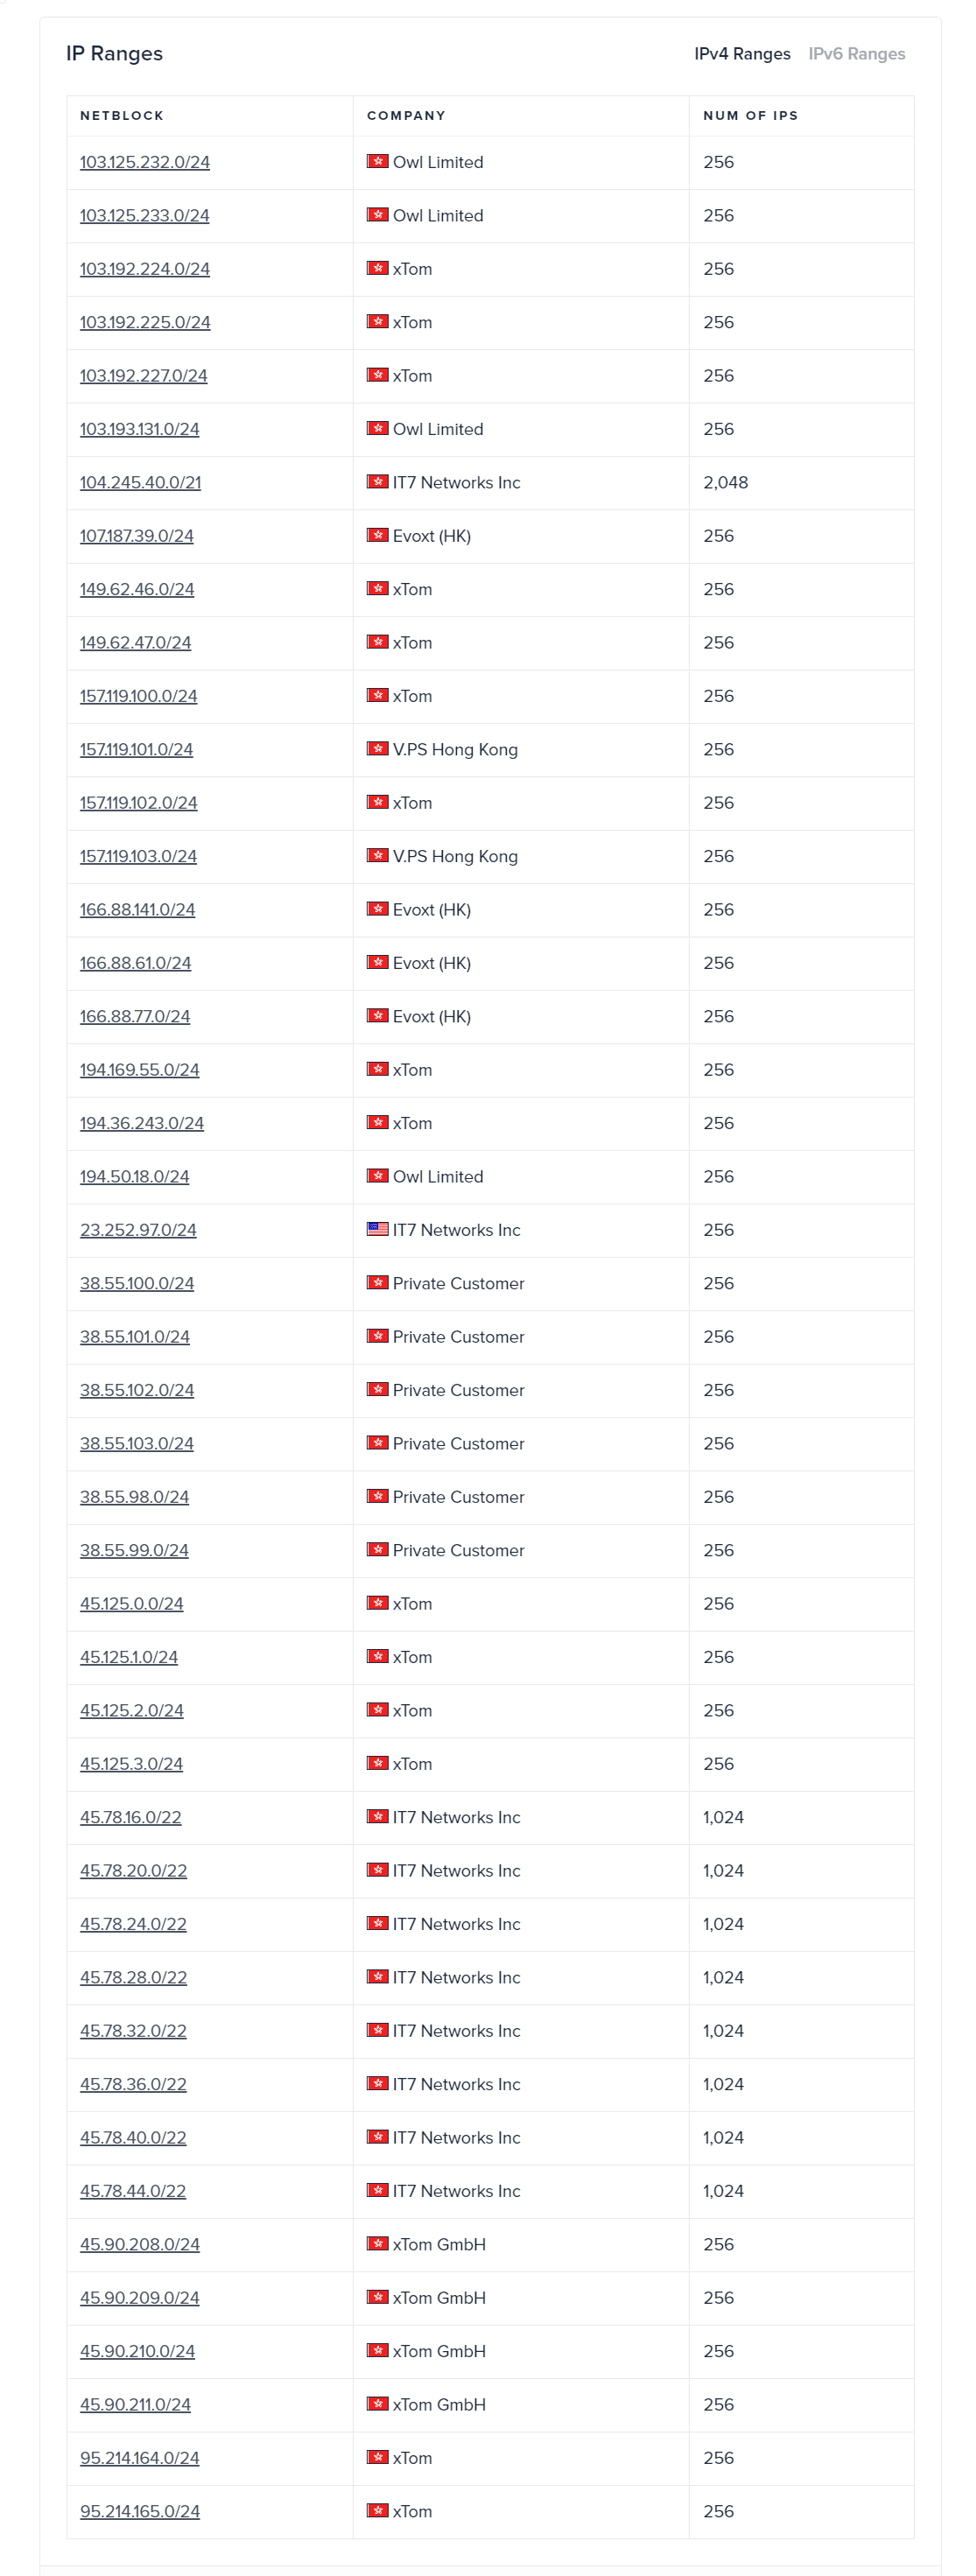 IP Ranges IPv4 Ranges IPv6 Ranges
NETBLOCK COMPANY NUM OF IPS
103.125.232.0/24 Owl Limited 256
103.125.233.0/24 Owl Limited 256
103.192.224.0/24 xTom 256
103.192.225.0/24 xTom 256
103.192.227.0/24 xTom 256
103.193.131.0/24 Owl Limited 256
104.245.40.0/21 IT7 Networks Inc 2,048
107.187.39.0/24 Evoxt (HK) 256
149.62.46.0/24 xTom 256
149.62.47.0/24 xTom 256
157.119.100.0/24 xTom 256
157.119.101.0/24 V.PS Hong Kong 256
157.119.102.0/24 xTom 256
157.119.103.0/24 V.PS Hong Kong 256
166.88.141.0/24 Evoxt (HK) 256
166.88.61.0/24 Evoxt (HK) 256
166.88.77.0/24 Evoxt (HK) 256
194.169.55.0/24 xTom 256
194.36.243.0/24 xTom 256
194.50.18.0/24 Owl Limited 256
23.252.97.0/24 IT7 Networks Inc 256
38.55.100.0/24 Private Customer 256
38.55.101.0/24 Private Customer 256
38.55.102.0/24 Private Customer 256
38.55.103.0/24 Private Customer 256
38.55.98.0/24 Private Customer 256
38.55.99.0/24 Private Customer 256
45.125.0.0/24 xTom 256
45.125.1.0/24 xTom 256
45.125.2.0/24 xTom 256
45.125.3.0/24 xTom 256
45.78.16.0/22 IT7 Networks Inc 1,024
45.78.20.0/22 IT7 Networks Inc 1,024
45.78.24.0/22 IT7 Networks Inc 1,024
45.78.28.0/22 IT7 Networks Inc 1,024
45.78.32.0/22 IT7 Networks Inc 1,024
45.78.36.0/22 IT7 Networks Inc 1,024
45.78.40.0/22 IT7 Networks Inc 1,024
45.78.44.0/22 IT7 Networks Inc 1,024
45.90.208.0/24 xTom GmbH 256
45.90.209.0/24 xTom GmbH 256
45.90.210.0/24 xTom GmbH 256
45.90.211.0/24 xTom GmbH 256
95.214.164.0/24 xTom 256
95.214.165.0/24 xTom 256